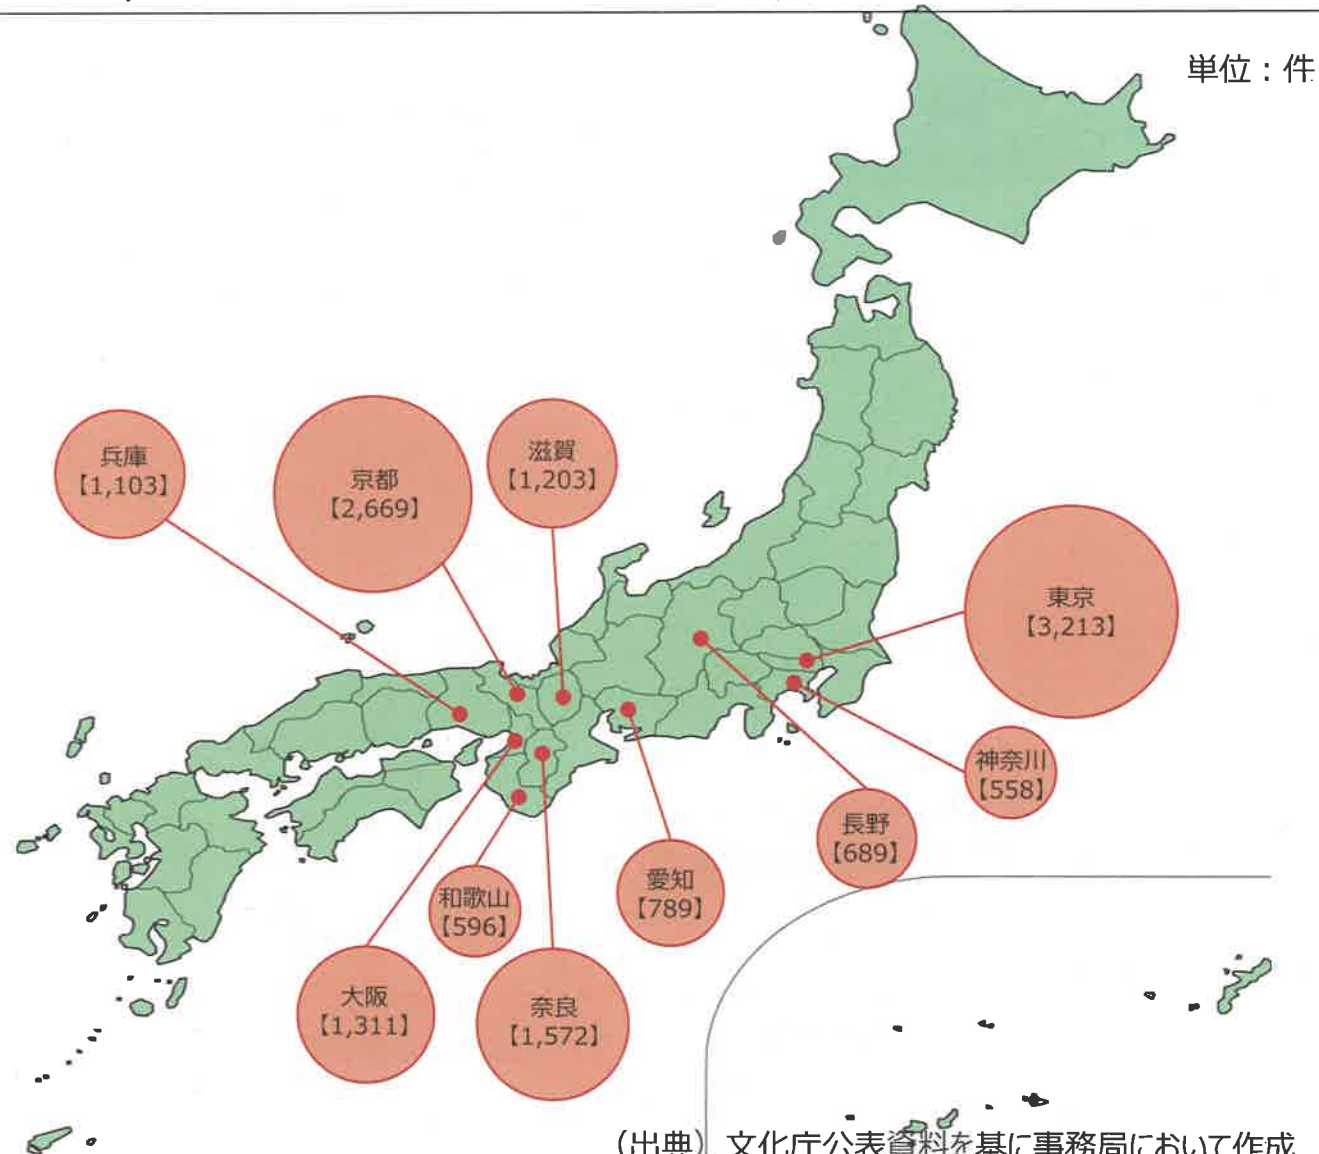 単位:件
兵庫
【1,103】
京都
【2,669】
滋賀
【1,203】
東京
【3,213】
神奈川
【558】
長野
【689】
愛知
【789】
和歌山
【596】
大阪
【1,311】
奈良
【1,572】
(出典)文化庁公表資料を基に事務局において作成